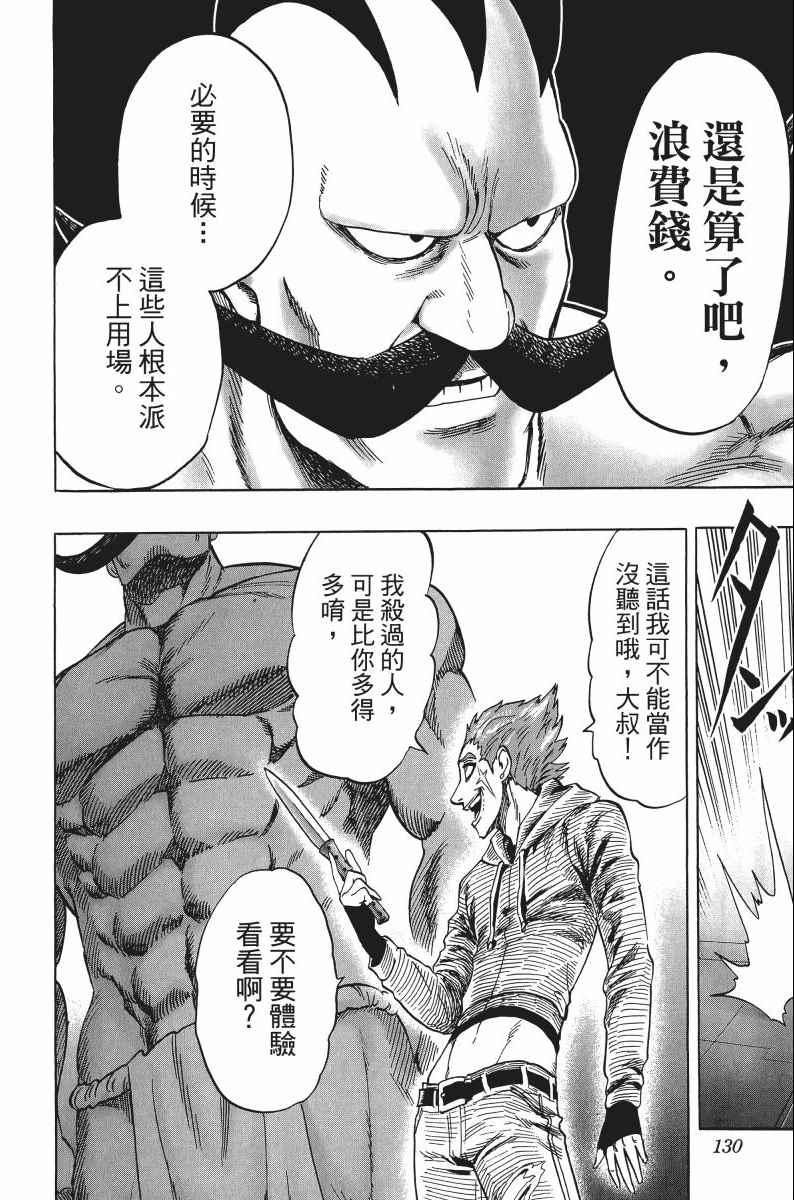 還是算了吧，
浪費錢。
必要的時候…
這些人根本派
不上用場。
タンッ
這話我可不能當作
沒聽到哦，大叔！
我殺過的人，
可是比你多得
多唷，
要不要體驗
看看啊？
130